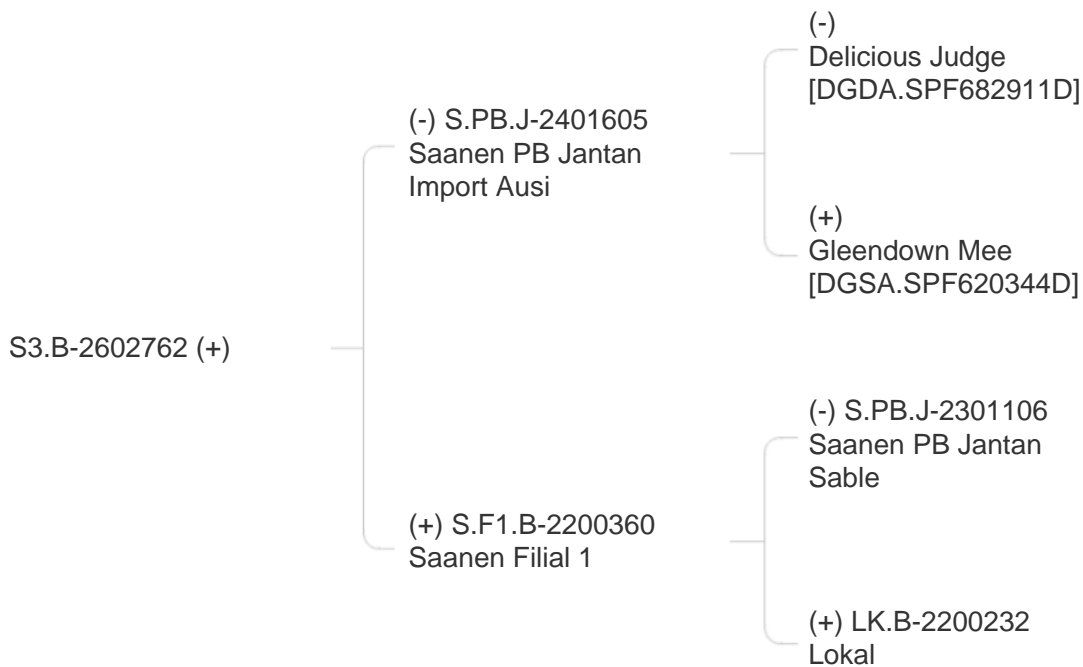 (-)
Delicious Judge
[DGDA.SPF682911D]
(-) S.PB.J-2401605
Saanen PB Jantan
Import Ausi
(+)
Gleendown Mee
[DGSA.SPF620344D]
S3.B-2602762 (+)
(-) S.PB.J-2301106
Saanen PB Jantan
Sable
(+) S.F1.B-2200360
Saanen Filial 1
(+) LK.B-2200232
Lokal